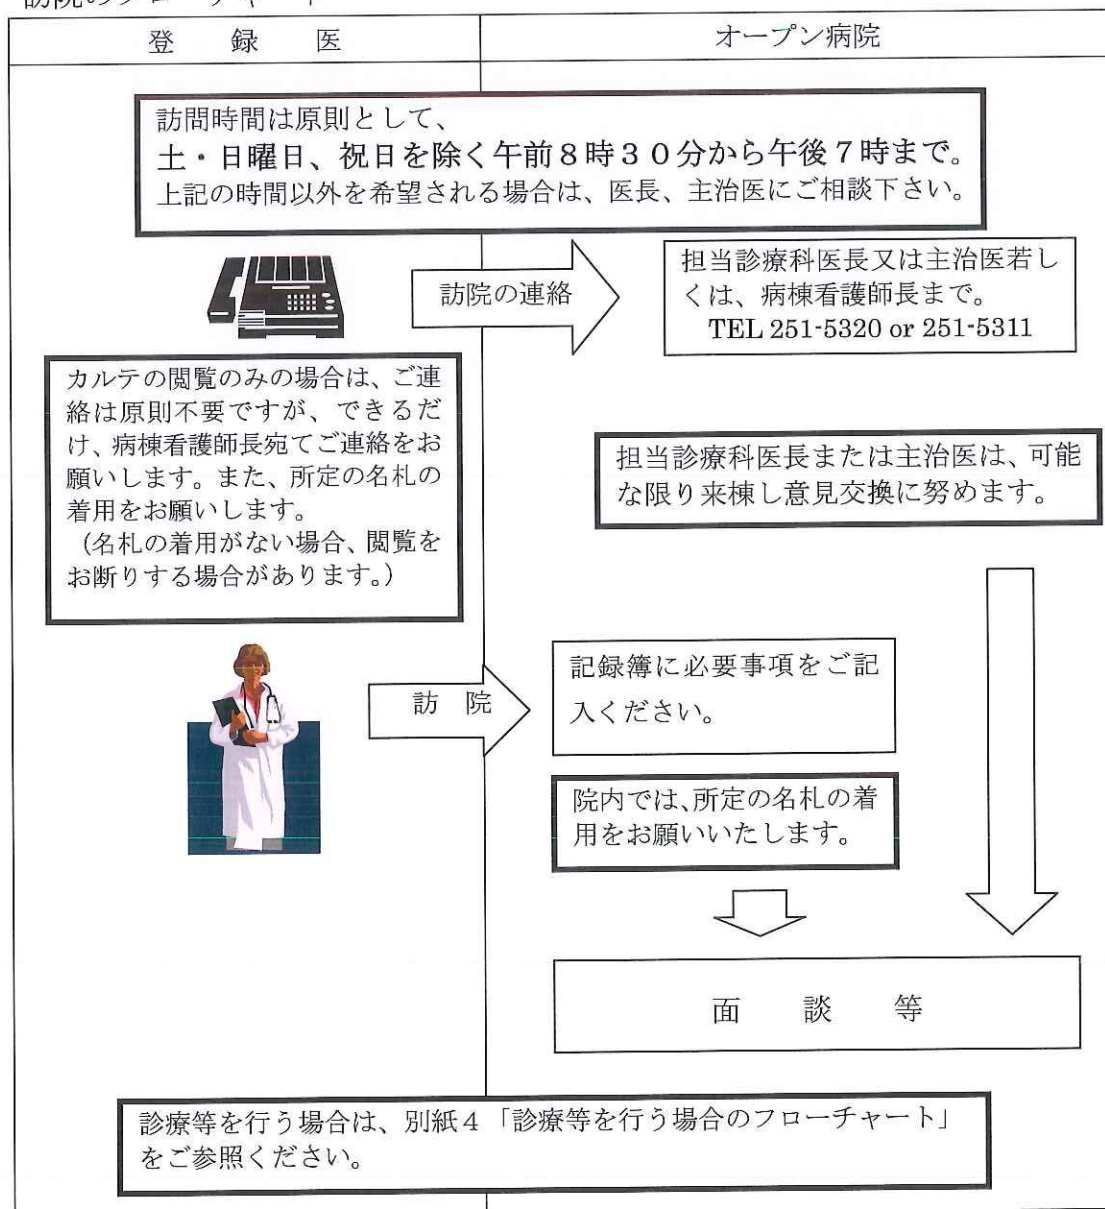 訪院のフローチャート
登 録 医
オープン病院
訪問時間は原則として、
土・日曜日、祝日を除く午前８時３０分から午後７時まで。
上記の時間以外を希望される場合は、医長、主治医にご相談下さい。
訪院の連絡
担当診療科医長又は主治医若し
くは、病棟看護師長まで。
TEL 251-5320 or 251-5311
カルテの閲覧のみの場合は、ご連
絡は原則不要ですが、できるだ
け、病棟看護師長宛てご連絡をお
願いします。また、所定の名札の
着用をお願いします。
（名札の着用がない場合、閲覧を
お断りする場合があります。）
担当診療科医長または主治医は、可能
な限り来棟し意見交換に努めます。
訪 院
記録簿に必要事項をご記
入ください。
院内では、所定の名札の着
用をお願いいたします。
面 談 等
診療等を行う場合は、別紙４「診療等を行う場合のフローチャート」
をご参照ください。